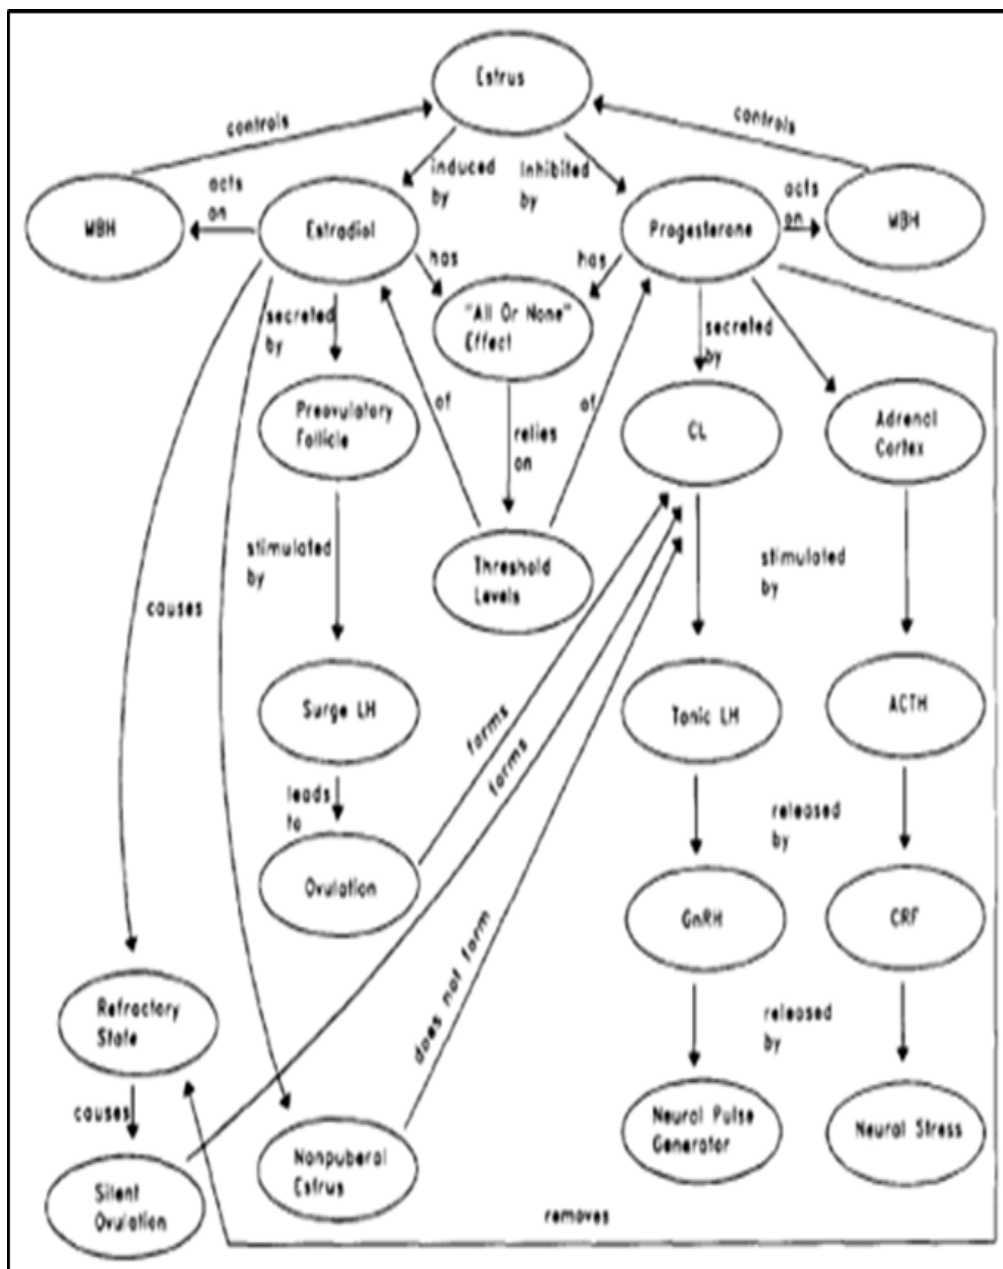 Estrus
controls
controls
induced
by
Inhibited
by
MBH
acts
on
Estradiol
Progesterone
acts
on
MBH
has
has
"All Or None"
Effect
secreted
by
secreted
by
Preovulatory
Follicle
of
relies
on
of
CL
Adrenal
Cortex
stimulated
by
Threshold
Levels
stimulated
by
causes
Surge LH
forms
forms
Tonic LH
ACTH
leads
to
released
by
Ovulation
GnRH
CRF
does not form
Refractory
State
released
by
causes
Nonpuberal
Estrus
Neural Pulse
Generator
Neural Stress
Silent
Ovulation
removes